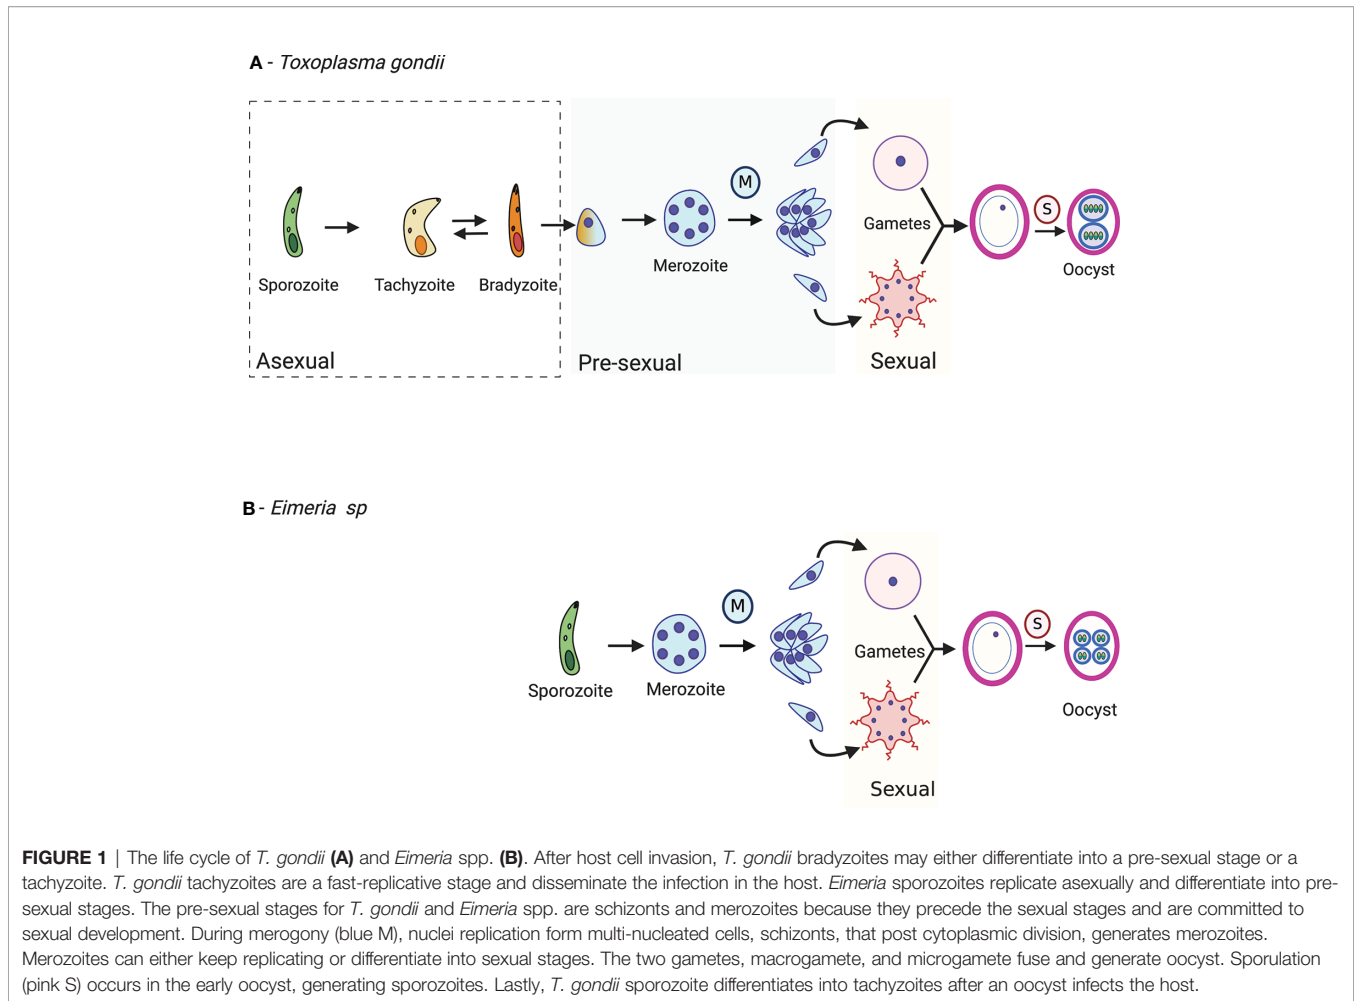 A - Toxoplasma gondii
M
S
Gametes
Merozoite
Oocyst
Sporozoite
Tachyzoite
Bradyzoite
Asexual
Pre-sexual
Sexual
B - Eimeria sp
M
S
Gametes
Sporozoite
Merozoite
Oocyst
Sexual
FIGURE 1 | The life cycle of T. gondii (A) and Eimeria spp. (B). After host cell invasion, T. gondii bradyzoites may either differentiate into a pre-sexual stage or a
tachyzoite. T. gondii tachyzoites are a fast-replicative stage and disseminate the infection in the host. Eimeria sporozoites replicate asexually and differentiate into pre-
sexual stages. The pre-sexual stages for T. gondii and Eimeria spp. are schizonts and merozoites because they precede the sexual stages and are committed to
sexual development. During merogony (blue M), nuclei replication form multi-nucleated cells, schizonts, that post cytoplasmic division, generates merozoites.
Merozoites can either keep replicating or differentiate into sexual stages. The two gametes, macrogamete, and microgamete fuse and generate oocyst. Sporulation
(pink S) occurs in the early oocyst, generating sporozoites. Lastly, T. gondii sporozoite differentiates into tachyzoites after an oocyst infects the host.